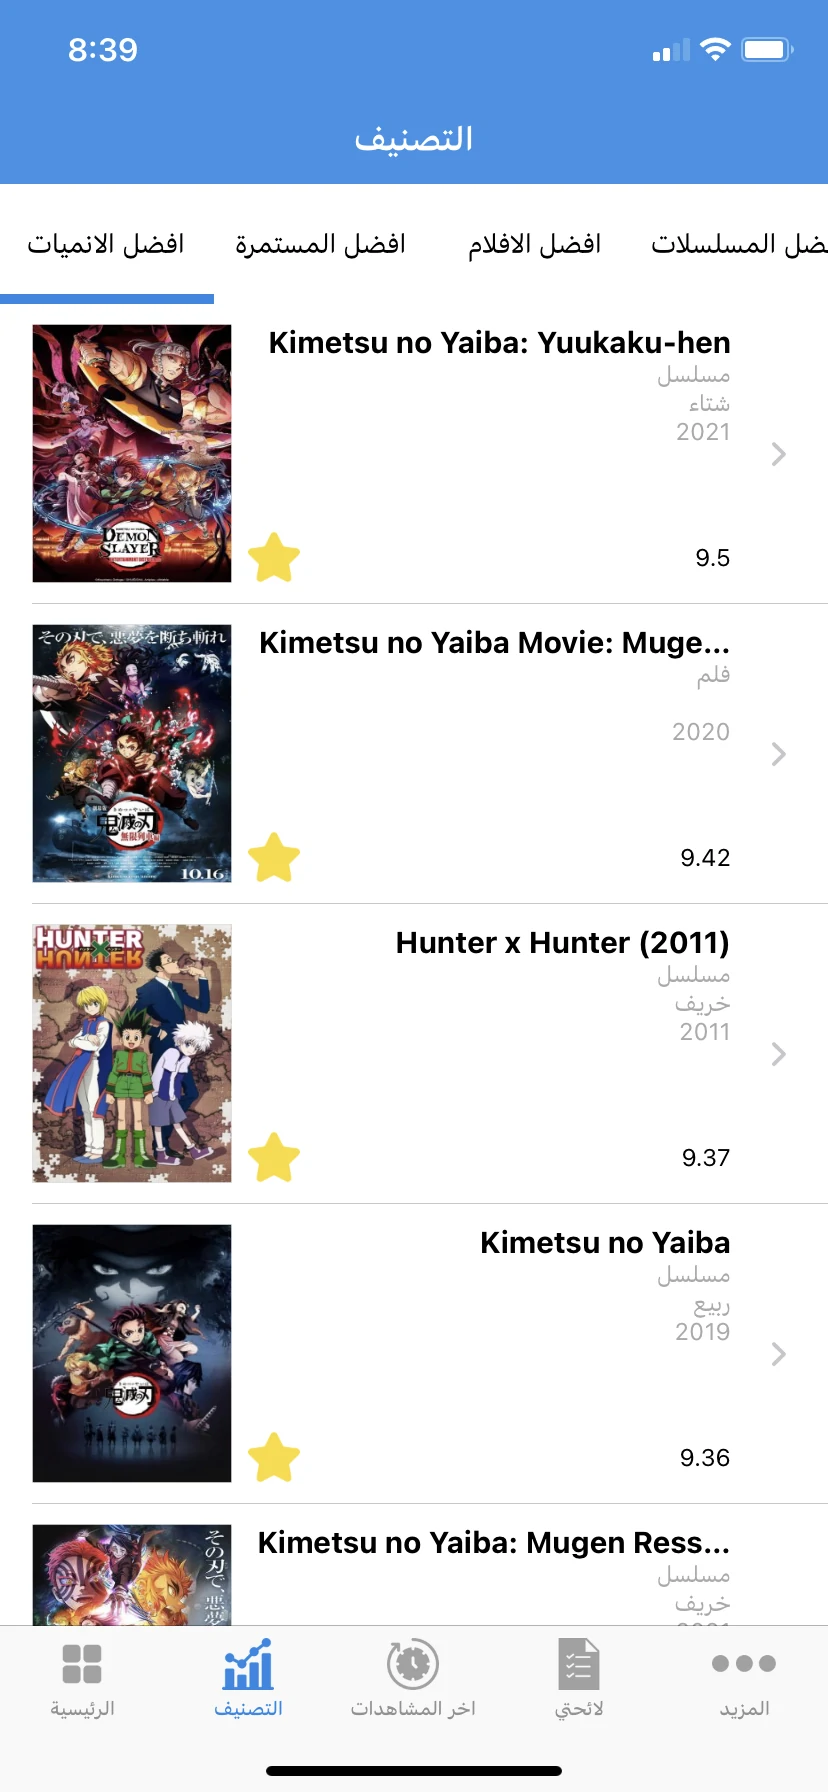 8:39
التصنيف
افضل الانميات
افضل المستمرة
افضل الافلام
ضل المسلسلات
Kimetsu no Yaiba: Yuukaku-hen
مسلسل
شتاء
2021
DEMON
SLAYER
9.5
その刃で、悪夢を断ち斬れ
Kimetsu no Yaiba Movie: Muge...
فلم
2020
鬼滅の刃
無限列車編
10.16
9.42
HUNTER
HUNTER
Hunter x Hunter (2011)
مسلسل
خريف
2011
9.37
Kimetsu no Yaiba
مسلسل
ربيع
2019
鬼滅の刃
9.36
その刃で、悪夢
Kimetsu no Yaiba: Mugen Ress...
مسلسل
خريف
الرئيسية
التصنيف
اخر المشاهدات
لائحتي
المزيد